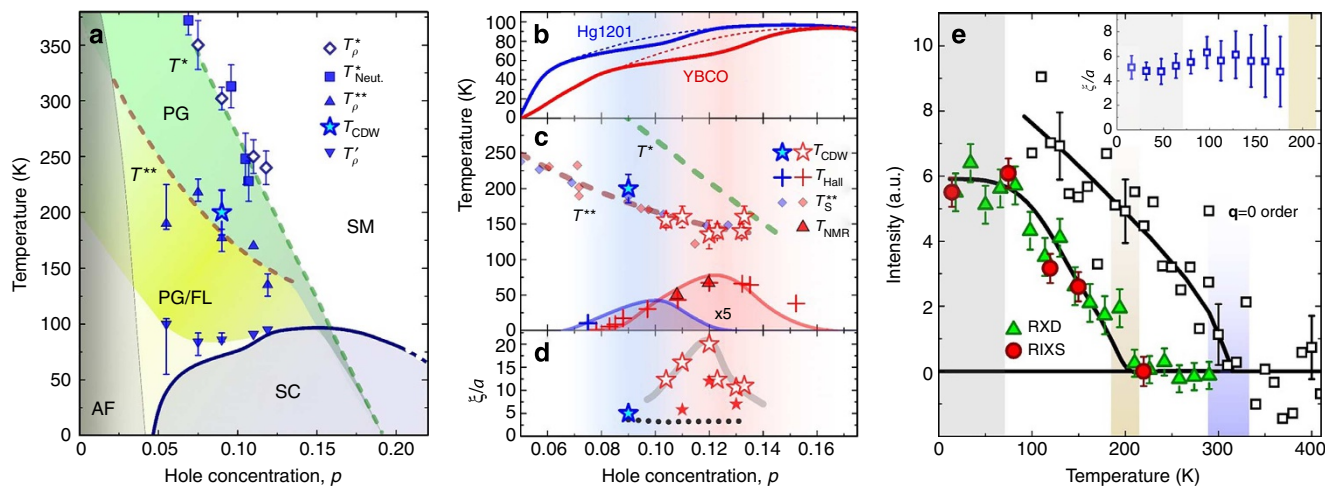 a
350
300
250
200
150
100
50
0
Temperature (K)
0.00
0.05
0.10
0.15
0.20
Hole concentration, p
T*
T**
PG
PG/FL
AF
SC
SM
T*ρ
T*Neut.
T**ρ
TCDW
T′ρ
b
Hg1201
YBCO
100
80
60
40
20
0
Temperature (K)
c
T*
T**
TCDW
THall
T**S
TNMR
x5
250
200
150
100
50
0
Temperature (K)
d
20
15
10
5
0
ξ/a
0.06
0.08
0.10
0.12
0.14
0.16
Hole concentration, p
e
10
8
6
4
2
0
Intensity (a.u.)
0
100
200
300
400
Temperature (K)
q=0 order
RXD
RIXS
8
6
4
2
0
ξ/a
0
50
100
150
200